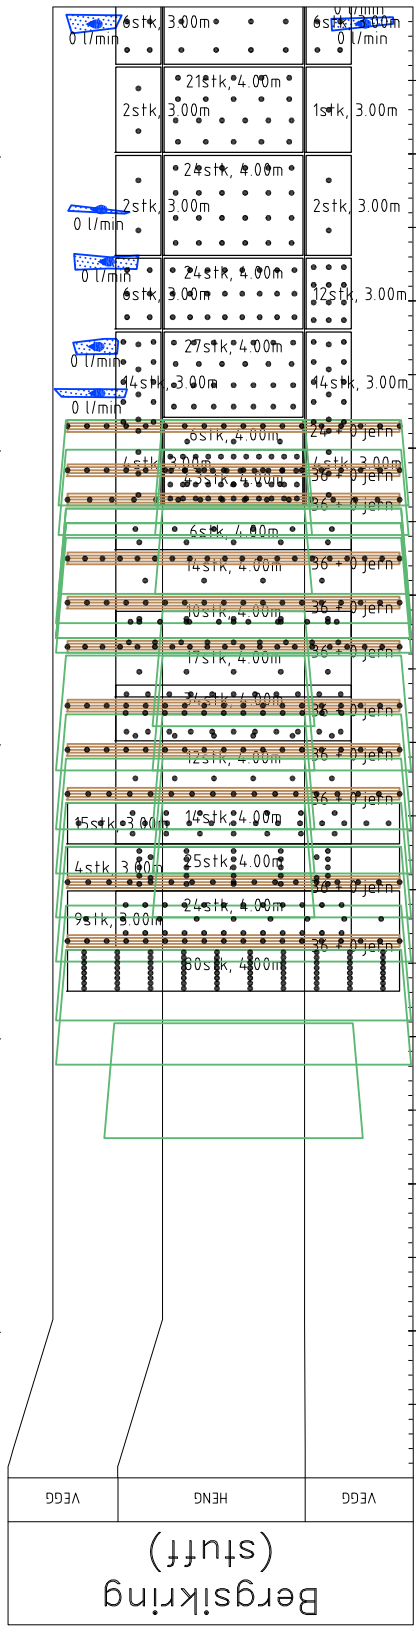 0 l/min
6stk, 3.00m
6stk, 3.00m
0 l/min
0 l/min
21stk, 4.00m
2stk, 3.00m
1stk, 3.00m
24stk, 4.00m
2stk, 3.00m
2stk, 3.00m
0 l/min
24stk, 4.00m
0 l/min
6stk, 3.00m
12stk, 3.00m
27stk, 4.00m
0 l/min
14stk, 3.00m
14stk, 3.00m
0 l/min
6stk, 4.00m
24 + 0 jern
4stk, 3.00m
4stk, 3.00m
36 + 0 jern
36 + 0 jern
6stk, 4.00m
14stk, 4.00m
36 + 0 jern
36 + 0 jern
17stk, 4.00m
36 + 0 jern
36 + 0 jern
12stk, 4.00m
36 + 0 jern
36 + 0 jern
15stk, 3.00m
14stk, 4.00m
4stk, 3.00m
25stk, 4.00m
36 + 0 jern
9stk, 3.00m
24stk, 4.00m
36 + 0 jern
80stk, 4.00m
VEGG HENG VEGG
Bergsikring
(stuff)